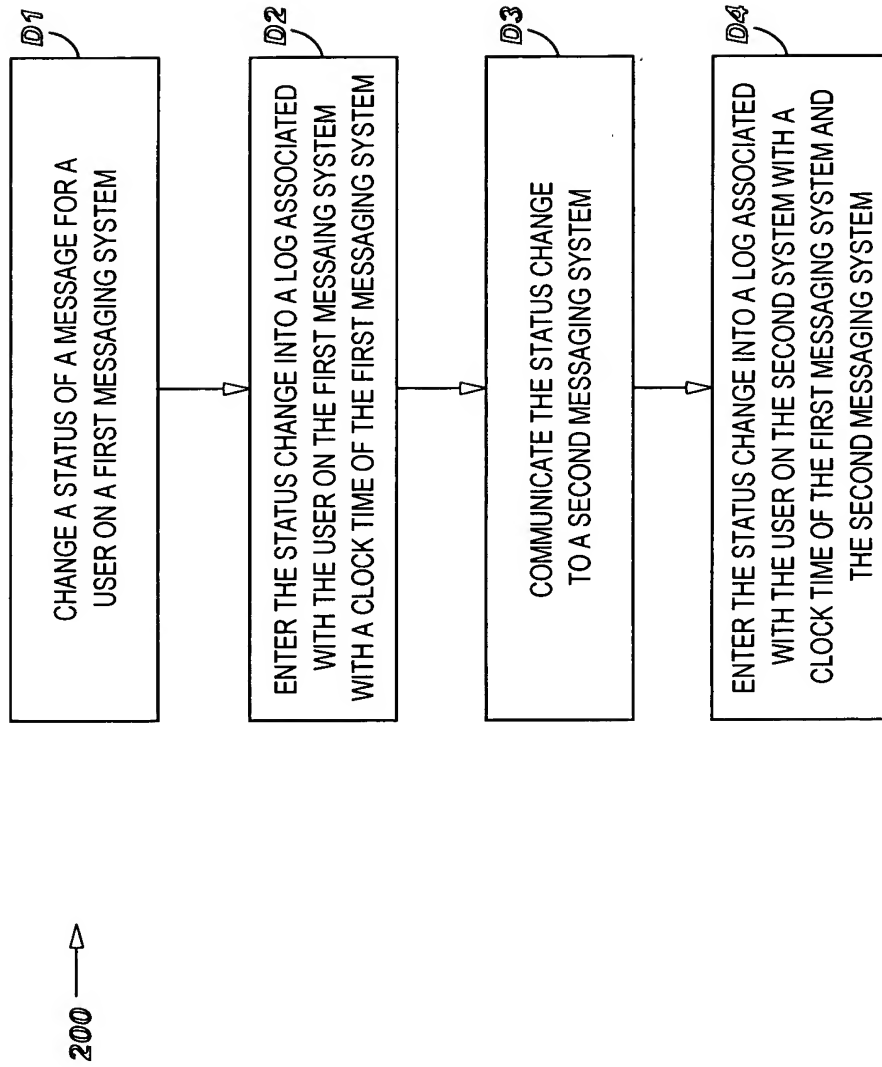 200
D1
CHANGE A STATUS OF A MESSAGE FOR A
USER ON A FIRST MESSAGING SYSTEM
D2
ENTER THE STATUS CHANGE INTO A LOG ASSOCIATED
WITH THE USER ON THE FIRST MESSAING SYSTEM
WITH A CLOCK TIME OF THE FIRST MESSAGING SYSTEM
D3
COMMUNICATE THE STATUS CHANGE
TO A SECOND MESSAGING SYSTEM
D4
ENTER THE STATUS CHANGE INTO A LOG ASSOCIATED
WITH THE USER ON THE SECOND SYSTEM WITH A
CLOCK TIME OF THE FIRST MESSAGING SYSTEM AND
THE SECOND MESSAGING SYSTEM